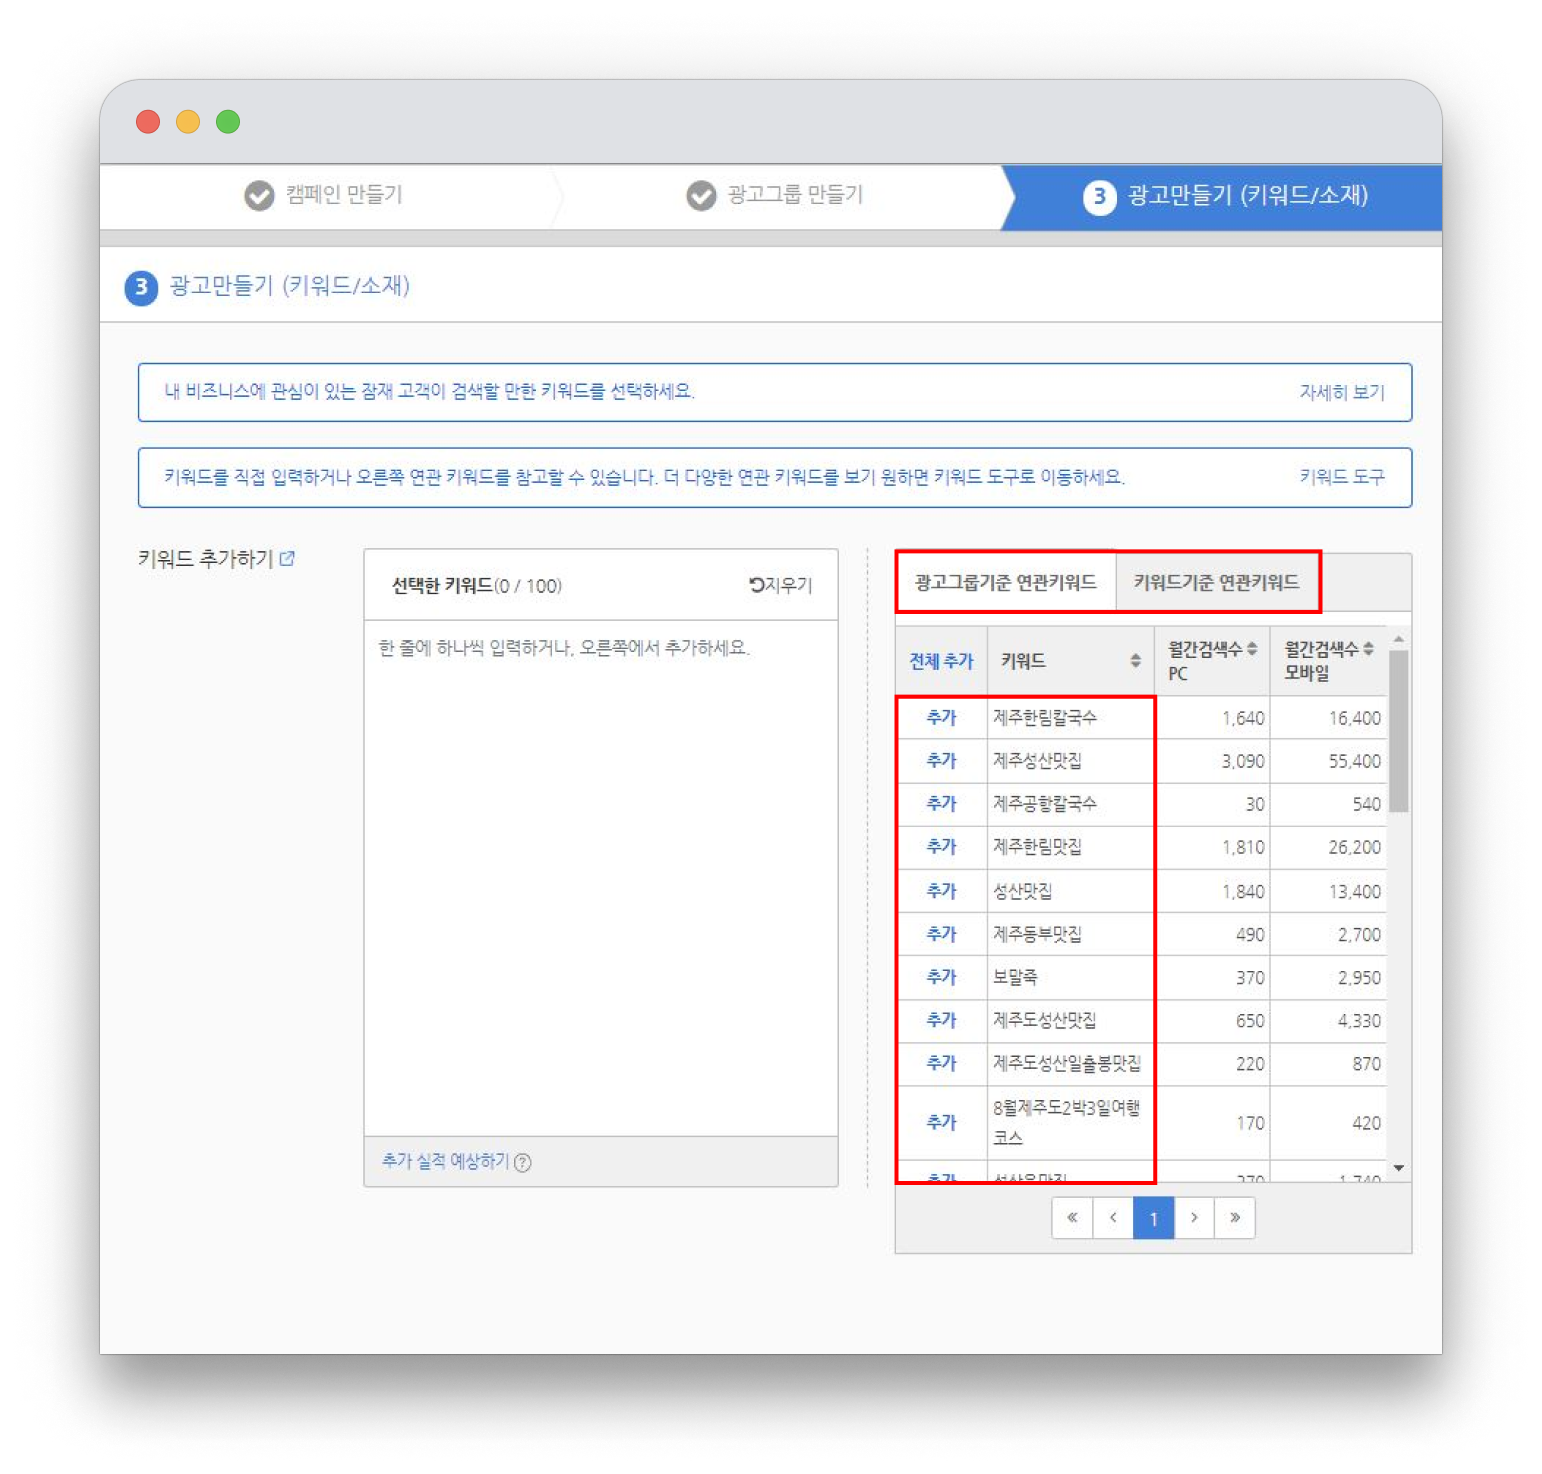 캠페인 만들기
광고그룹 만들기
3 광고만들기 (키워드/소재)
3 광고만들기 (키워드/소재)
내 비즈니스에 관심이 있는 잠재 고객이 검색할 만한 키워드를 선택하세요. 자세히 보기
키워드를 직접 입력하거나 오른쪽 연관 키워드를 참고할 수 있습니다. 더 다양한 연관 키워드를 보기 원하면 키워드 도구로 이동하세요. 키워드 도구
키워드 추가하기
선택한 키워드(0 / 100) 지우기
한 줄에 하나씩 입력하거나, 오른쪽에서 추가하세요.
추가 실적 예상하기 ?
광고그룹기준 연관키워드 키워드기준 연관키워드
전체 추가 키워드 월간검색수 PC 월간검색수 모바일
추가 제주한림칼국수 1,640 16,400
추가 제주성산맛집 3,090 55,400
추가 제주공항칼국수 30 540
추가 제주한림맛집 1,810 26,200
추가 성산맛집 1,840 13,400
추가 제주동부맛집 490 2,700
추가 보말죽 370 2,950
추가 제주도성산맛집 650 4,330
추가 제주도성산일출봉맛집 220 870
추가 8월제주도2박3일여행 170 420
코스
추가 성산읍맛집 270 1,740
« ‹ 1 › »